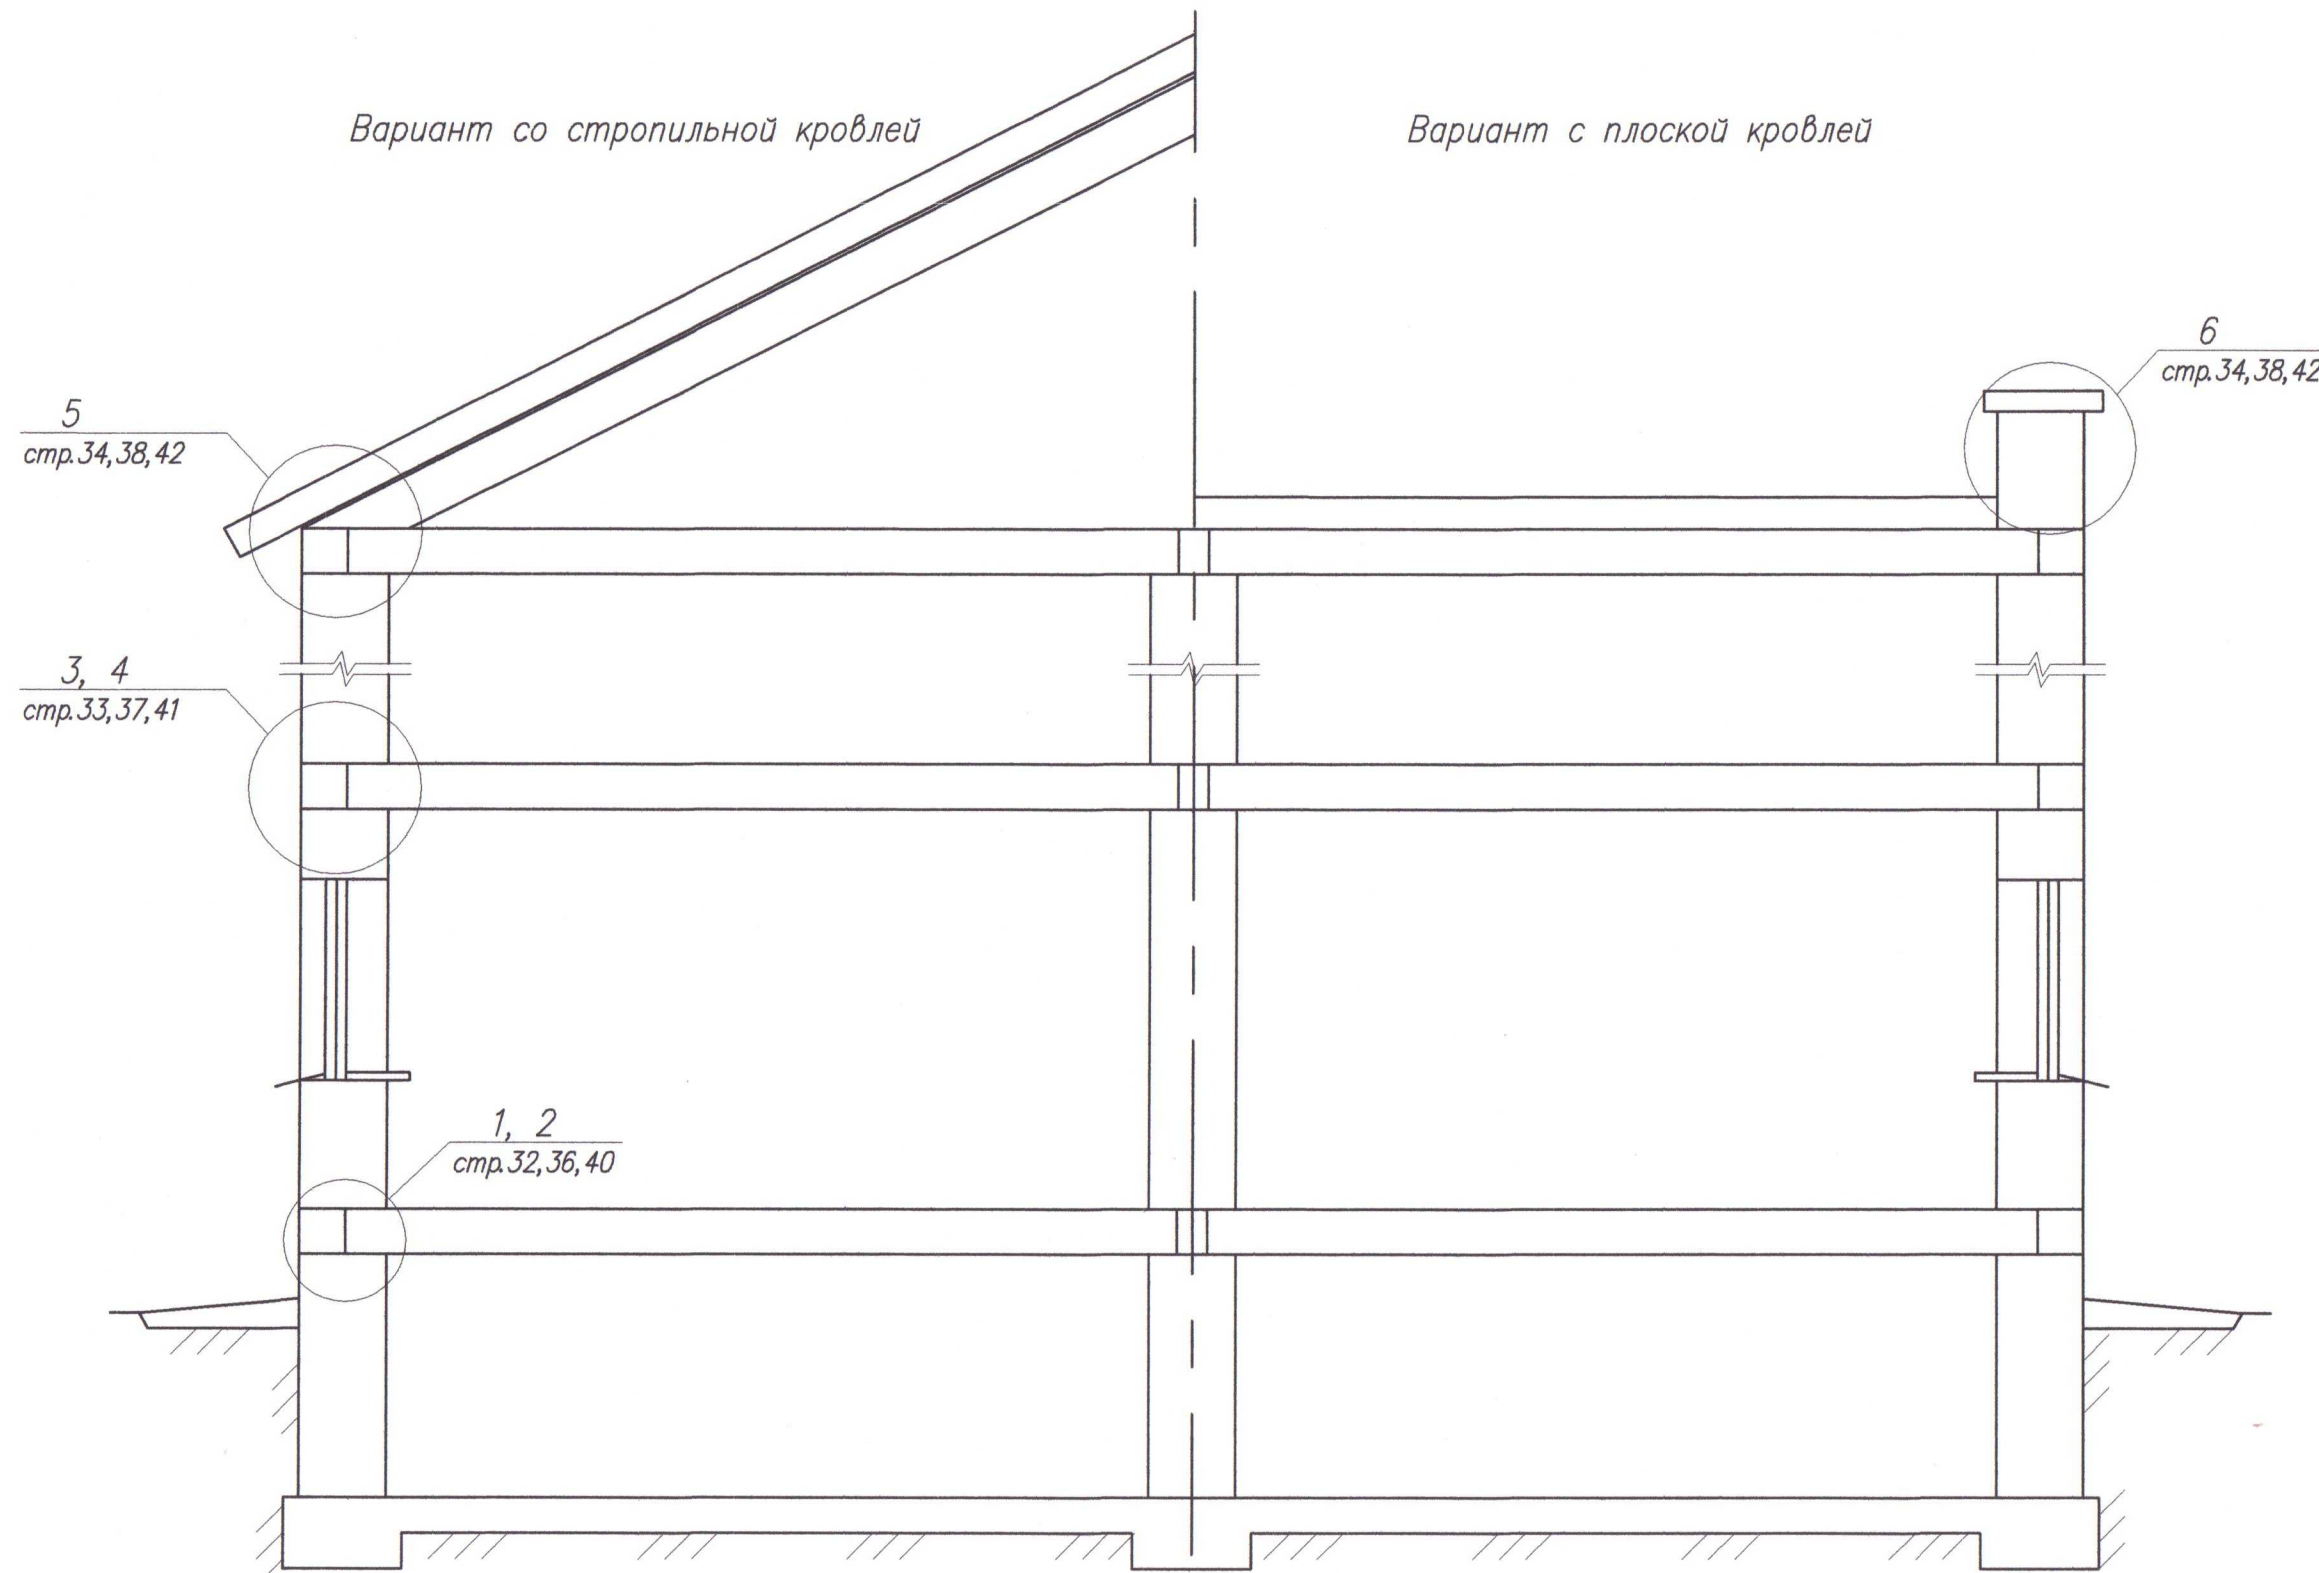 Вариант со стропильной кровлей
Вариант с плоской кровлей
6
стр.34,38,42
5
стр.34,38,42
3, 4
стр.33,37,41
1, 2
стр.32,36,40